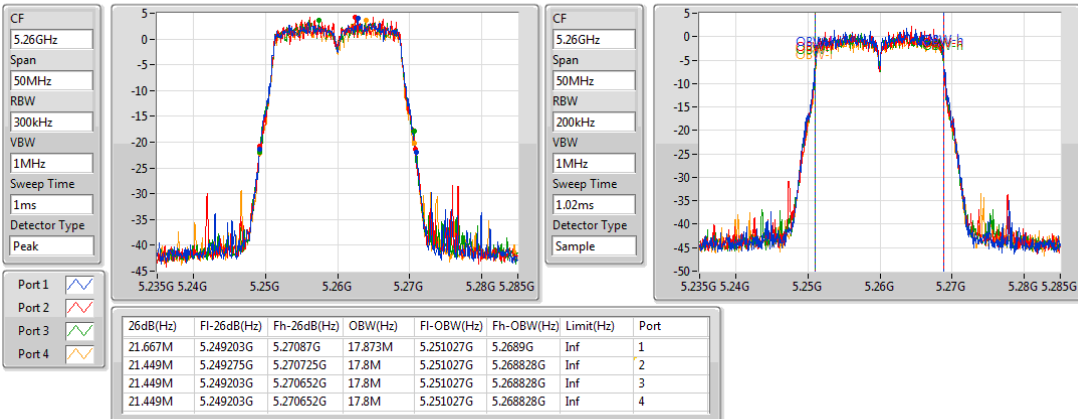 CF
5.26GHz
Span
50MHz
RBW
300kHz
VBW
1MHz
Sweep Time
1ms
Detector Type
Peak
5
0
-5
-10
-15
-20
-25
-30
-35
-40
-45
5.235G 5.24G 5.25G 5.26G 5.27G 5.28G 5.285G
CF
5.26GHz
Span
50MHz
RBW
200kHz
VBW
1MHz
Sweep Time
1.02ms
Detector Type
Sample
5
0
-5
-10
-15
-20
-25
-30
-35
-40
-45
-50
5.235G 5.24G 5.25G 5.26G 5.27G 5.28G 5.285G
Port 1
Port 2
Port 3
Port 4
26dB(Hz) Fl-26dB(Hz) Fh-26dB(Hz) OBW(Hz) Fl-OBW(Hz) Fh-OBW(Hz) Limit(Hz) Port
21.667M 5.249203G 5.27087G 17.873M 5.251027G 5.2689G Inf 1
21.449M 5.249275G 5.270725G 17.8M 5.251027G 5.268828G Inf 2
21.449M 5.249203G 5.270652G 17.8M 5.251027G 5.268828G Inf 3
21.449M 5.249203G 5.270652G 17.8M 5.251027G 5.268828G Inf 4